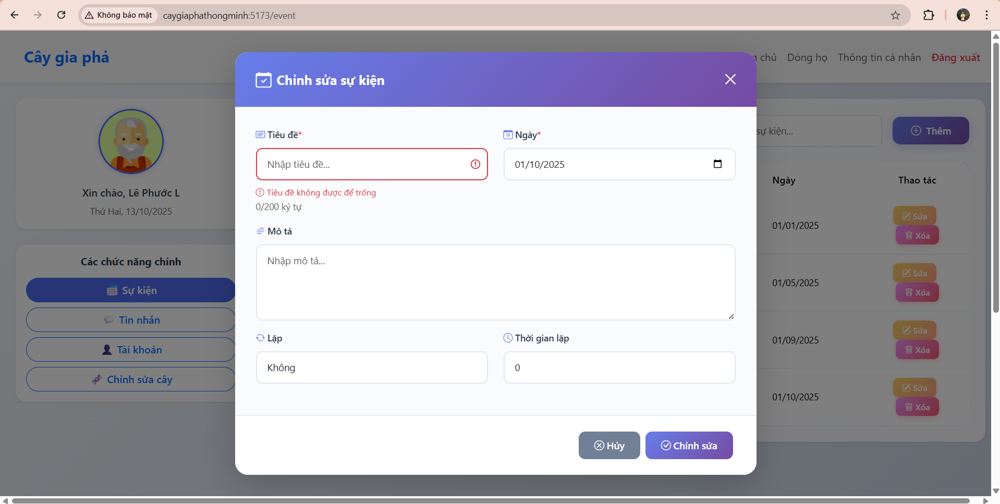 Không bảo mật
caygiaphathongminh:5173/event
Cây gia phả
chủ
Dòng họ
Thông tin cá nhân
Đăng xuất
Chỉnh sửa sự kiện
Xin chào, Lê Phước L
Thứ Hai, 13/10/2025
Các chức năng chính
Sự kiện
Tin nhắn
Tài khoản
Chỉnh sửa cây
Tiêu đề*
Nhập tiêu đề...
Tiêu đề không được để trống
0/200 ký tự
Ngày*
01/10/2025
Mô tả
Nhập mô tả...
Lặp
Không
Thời gian lặp
0
Hủy
Chỉnh sửa
sự kiện...
Thêm
Ngày
Thao tác
01/01/2025
Sửa
Xóa
01/05/2025
Sửa
Xóa
01/09/2025
Sửa
Xóa
01/10/2025
Sửa
Xóa